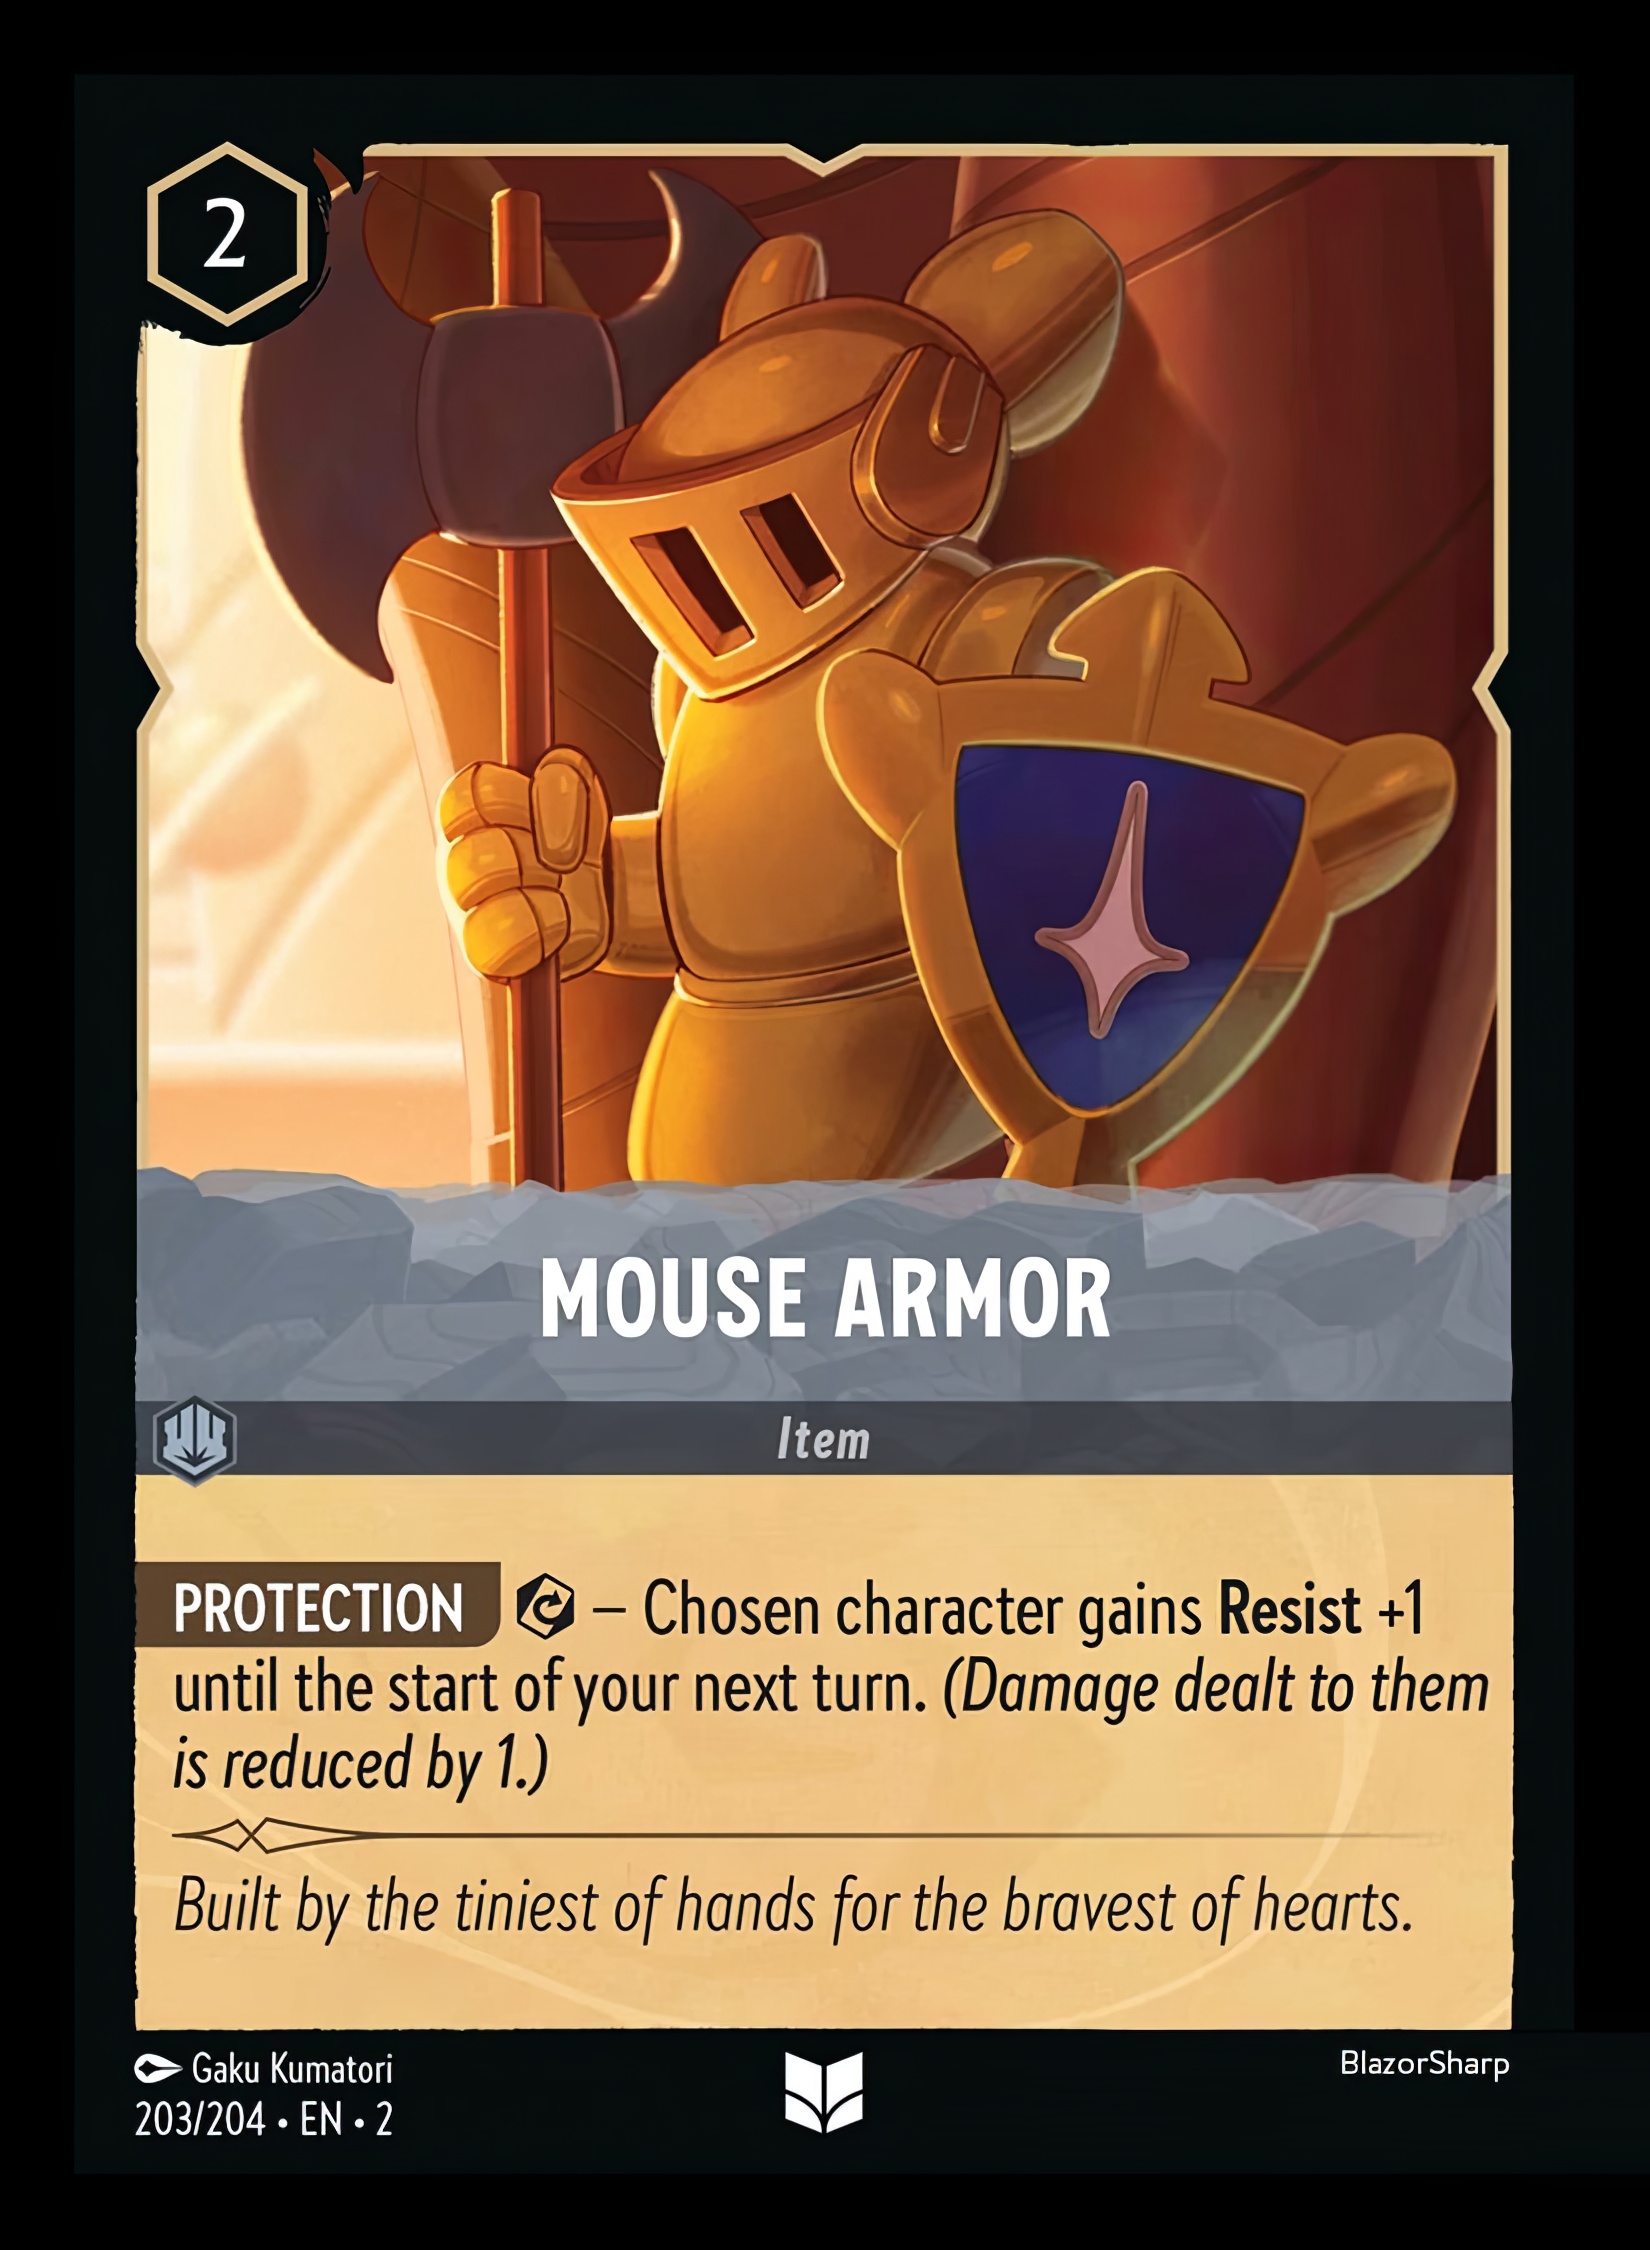 2
MOUSE ARMOR
Item
PROTECTION – Chosen character gains Resist +1
until the start of your next turn. (Damage dealt to them
is reduced by 1.)
Built by the tiniest of hands for the bravest of hearts.
Gaku Kumatori
BlazorSharp
203/204 • EN • 2